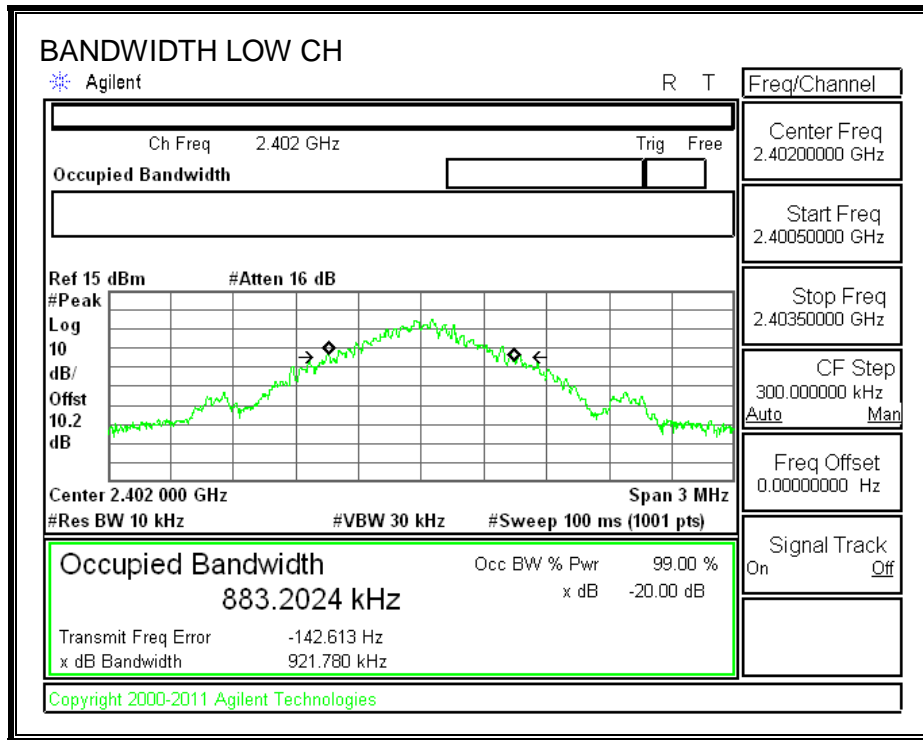 BANDWIDTH LOW CH
Agilent R T
Ch Freq 2.402 GHz Trig Free
Occupied Bandwidth
Ref 15 dBm #Atten 16 dB
#Peak
Log
10
dB/
Offst
10.2
dB
Center 2.402 000 GHz Span 3 MHz
#Res BW 10 kHz #VBW 30 kHz #Sweep 100 ms (1001 pts)
Occupied Bandwidth
883.2024 kHz
Occ BW % Pwr 99.00 %
x dB -20.00 dB
Transmit Freq Error -142.613 Hz
x dB Bandwidth 921.780 kHz
Copyright 2000-2011 Agilent Technologies
Freq/Channel
Center Freq
2.40200000 GHz
Start Freq
2.40050000 GHz
Stop Freq
2.40350000 GHz
CF Step
300.000000 kHz
Auto Man
Freq Offset
0.00000000 Hz
Signal Track
On Off